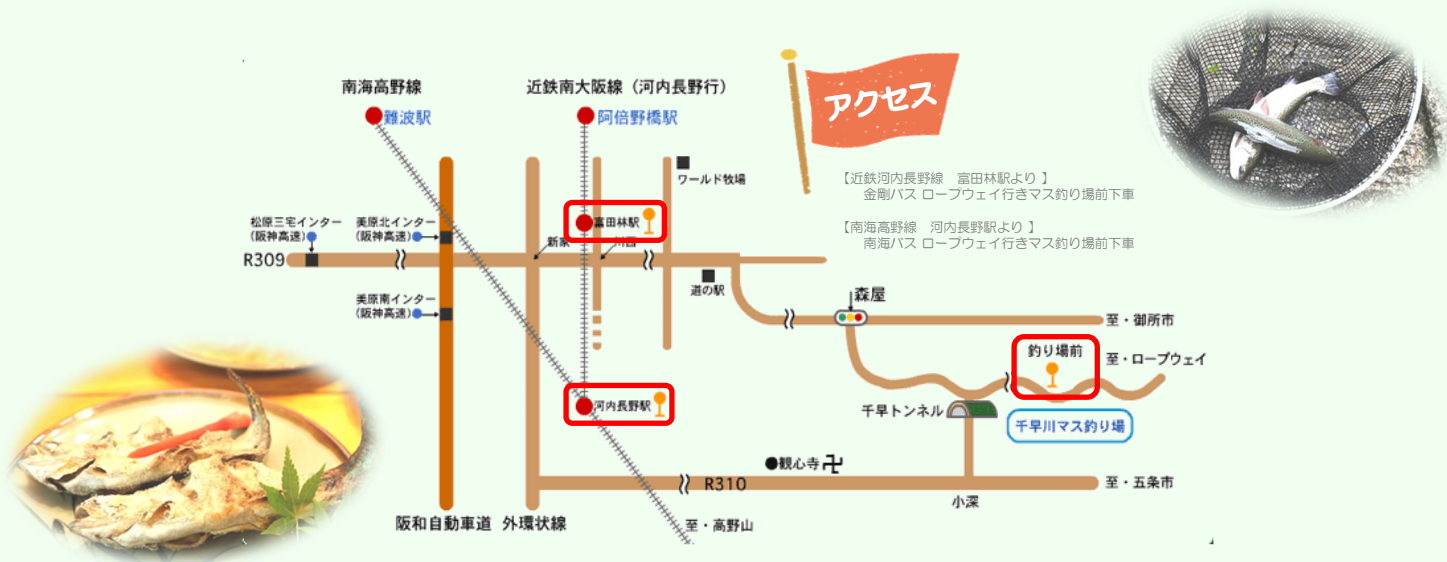 南海高野線
近鉄南大阪線（河内長野行）
難波駅
阿倍野橋駅
アクセス
ワールド牧場
【近鉄河内長野線　富田林駅より 】
金剛バス ロープウェイ行きマス釣り場前下車
【南海高野線　河内長野駅より 】
南海バス ロープウェイ行きマス釣り場前下車
松原三宅インター
(阪神高速)
美原北インター
(阪神高速)
富田林駅
新家
川西
R309
道の駅
美原南インター
(阪神高速)
森屋
至・御所市
釣り場前
至・ロープウェイ
河内長野駅
千早トンネル
千早川マス釣り場
観心寺卍
R310
至・五条市
小深
阪和自動車道
外環状線
至・高野山